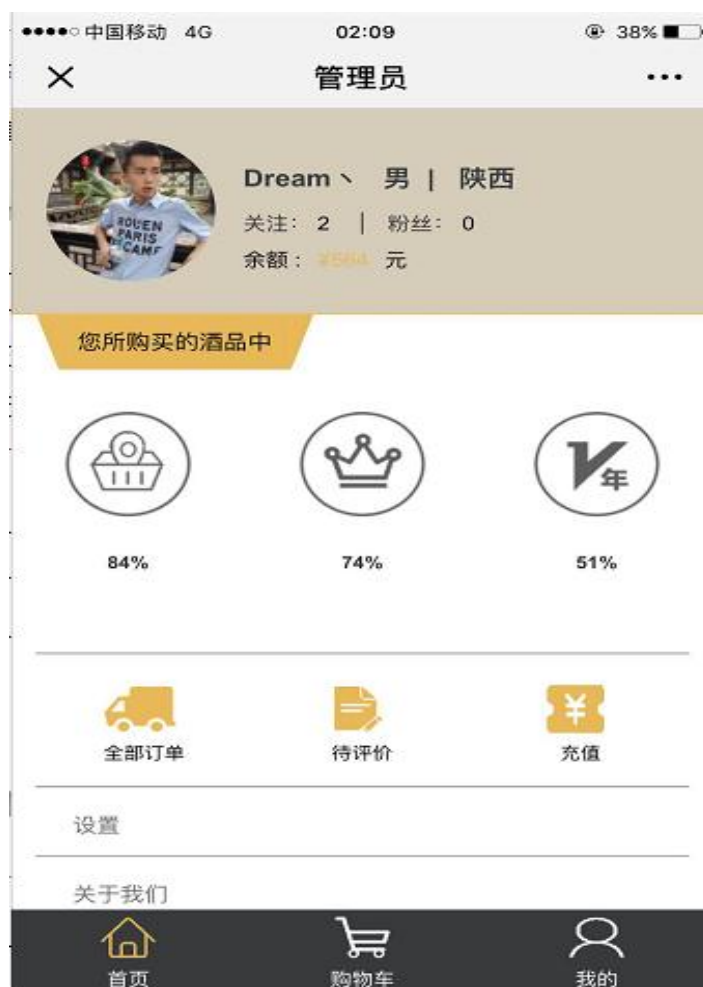 中国移动 4G 02:09 38%
管理员
Dream丶 男 | 陕西
关注: 2 | 粉丝: 0
余额: ¥564 元
您所购买的酒品中
年
84% 74% 51%
¥
全部订单 待评价 充值
设置
关于我们
首页 购物车 我的